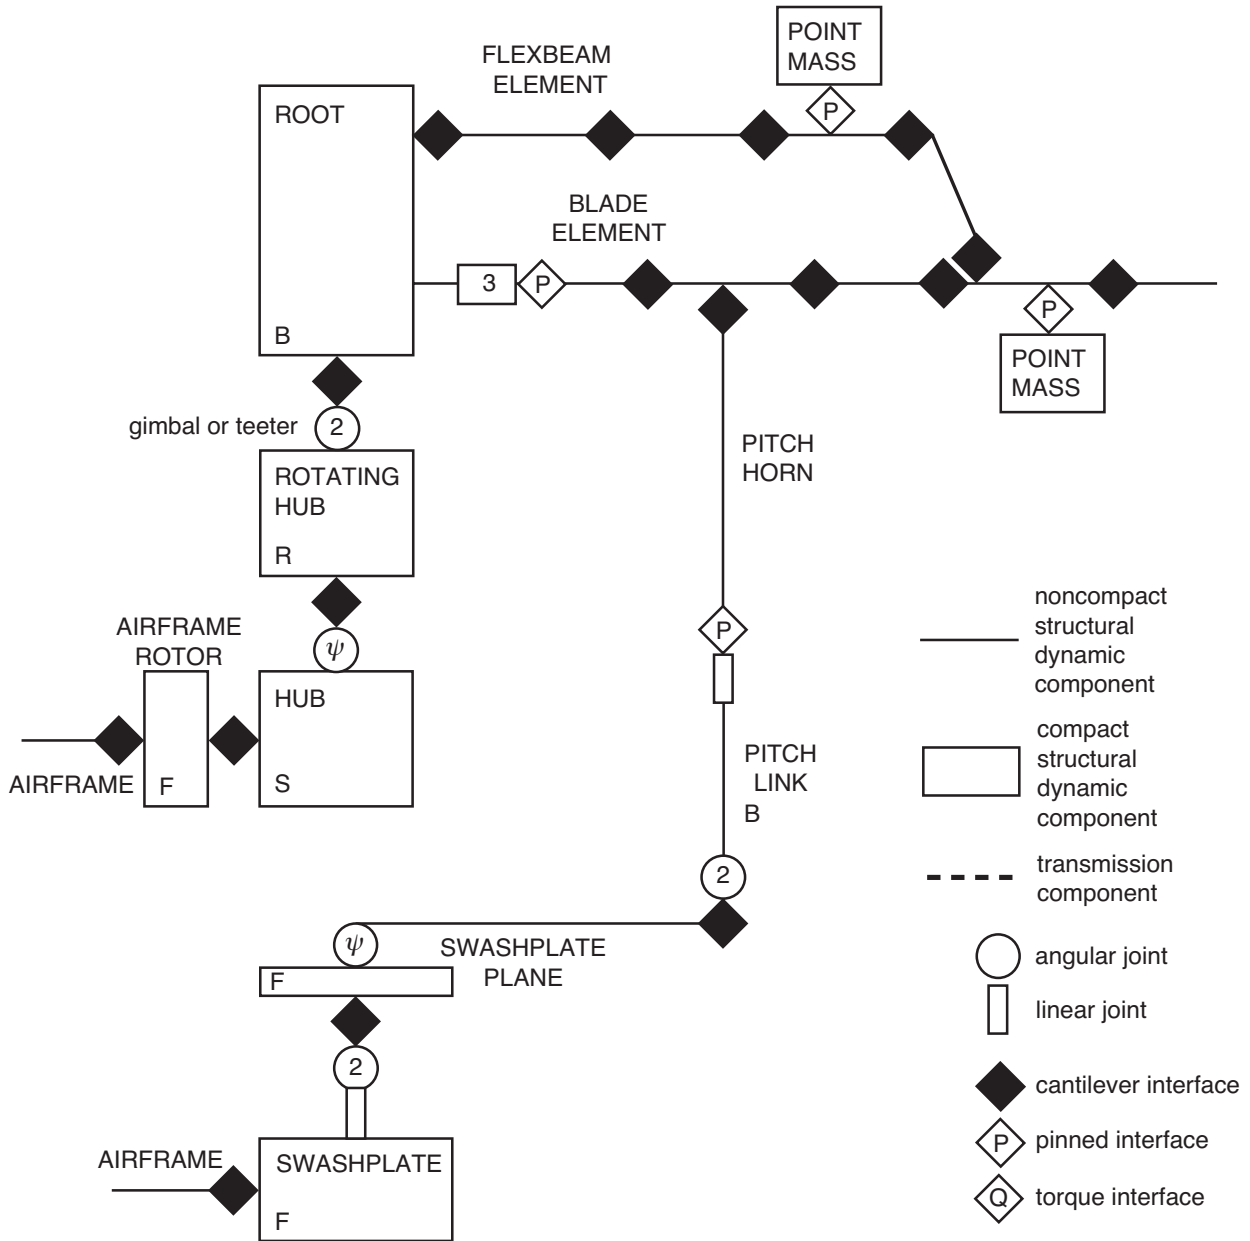 POINT
MASS
FLEXBEAM
ELEMENT
P
ROOT
BLADE
ELEMENT
3
P
P
B
POINT
MASS
gimbal or teeter
2
ROTATING
HUB
R
PITCH
HORN
AIRFRAME
ROTOR
ψ
P
HUB
AIRFRAME
F
S
PITCH
LINK
B
2
ψ
SWASHPLATE
PLANE
F
2
AIRFRAME
SWASHPLATE
F
noncompact
structural
dynamic
component
compact
structural
dynamic
component
transmission
component
angular joint
linear joint
cantilever interface
P
pinned interface
Q
torque interface